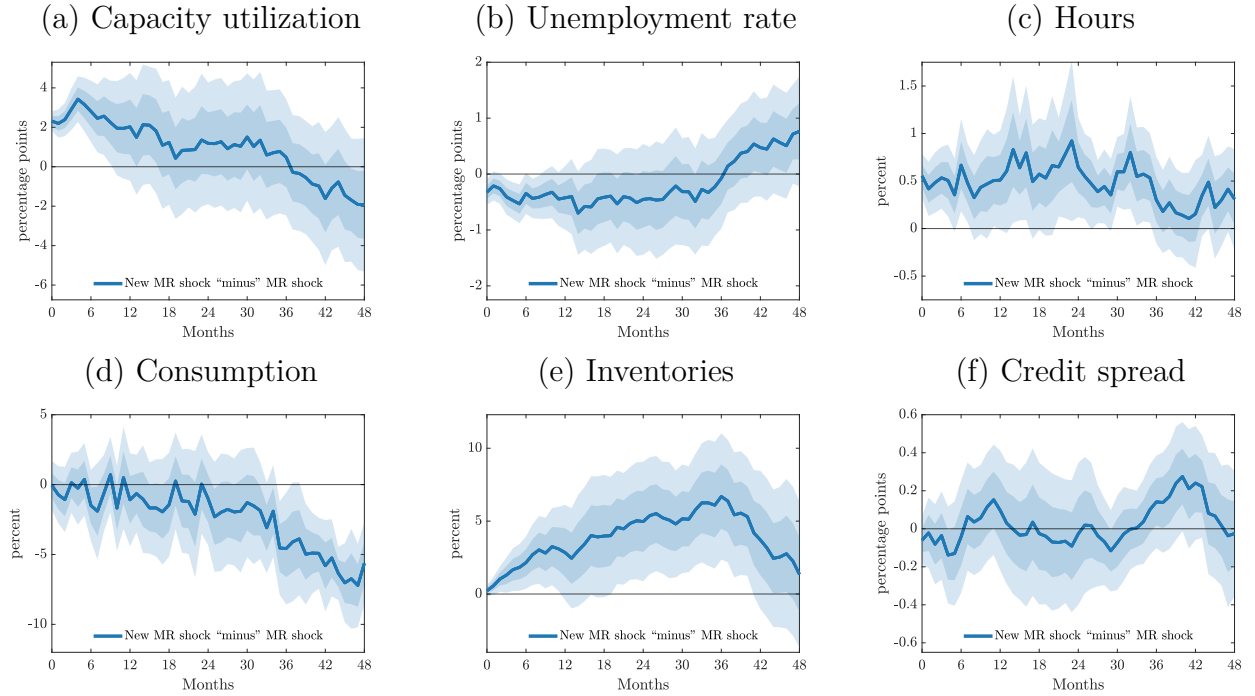 (a) Capacity utilization
(b) Unemployment rate
(c) Hours
percentage points
4
2
0
-2
-4
-6
New MR shock “minus” MR shock
0 6 12 18 24 30 36 42 48
Months
percentage points
2
1
0
-1
-2
New MR shock “minus” MR shock
0 6 12 18 24 30 36 42 48
Months
percent
1.5
1
0.5
0
-0.5
New MR shock “minus” MR shock
0 6 12 18 24 30 36 42 48
Months
(d) Consumption
(e) Inventories
(f) Credit spread
percent
5
0
-5
-10
New MR shock “minus” MR shock
0 6 12 18 24 30 36 42 48
Months
percent
10
5
0
New MR shock “minus” MR shock
0 6 12 18 24 30 36 42 48
Months
percentage points
0.6
0.4
0.2
0
-0.2
-0.4
-0.6
New MR shock “minus” MR shock
0 6 12 18 24 30 36 42 48
Months